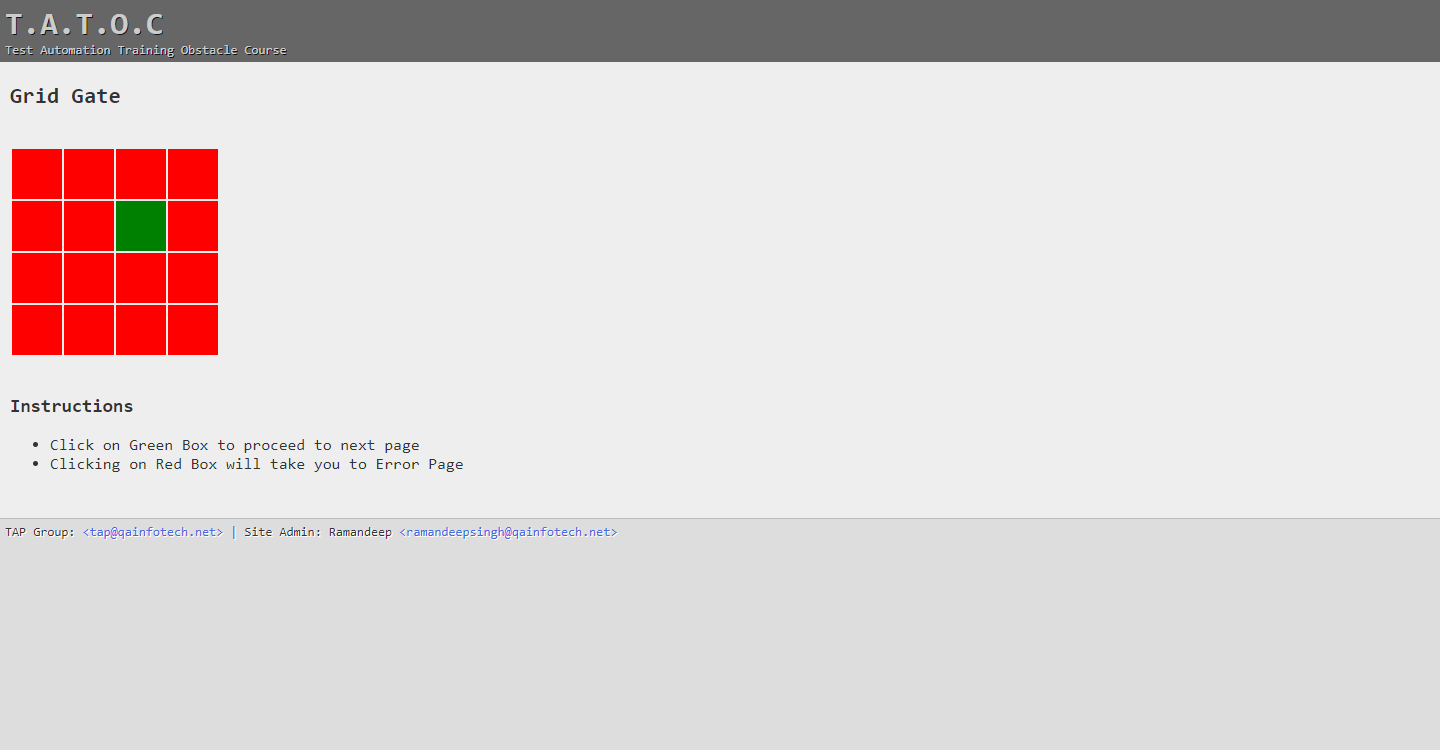 T.A.T.O.C
Test Automation Training Obstacle Course
Grid Gate
Instructions
• Click on Green Box to proceed to next page
• Clicking on Red Box will take you to Error Page
TAP Group: <tap@qainfotech.net> | Site Admin: Ramandeep <ramandeepsingh@qainfotech.net>